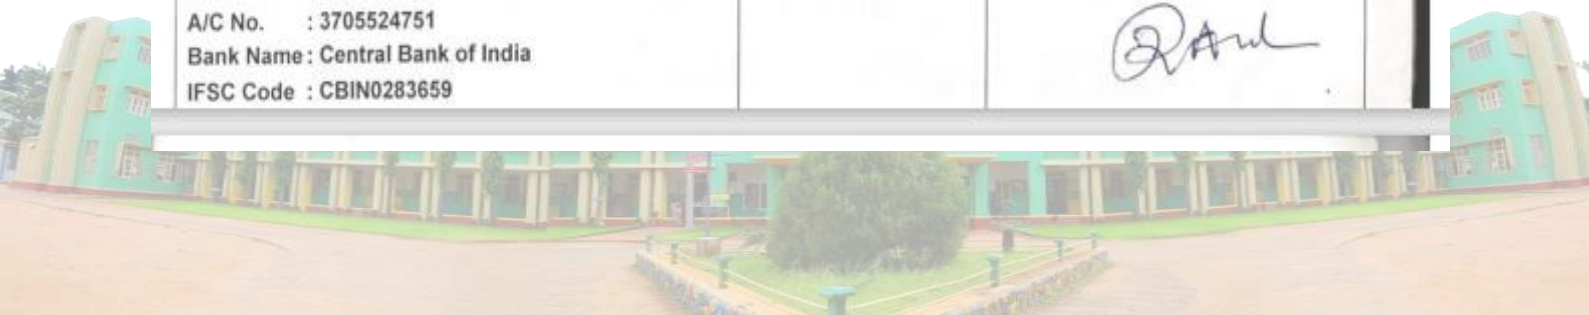 A/C No. : 3705524751
Bank Name : Central Bank of India
IFSC Code : CBIN0283659